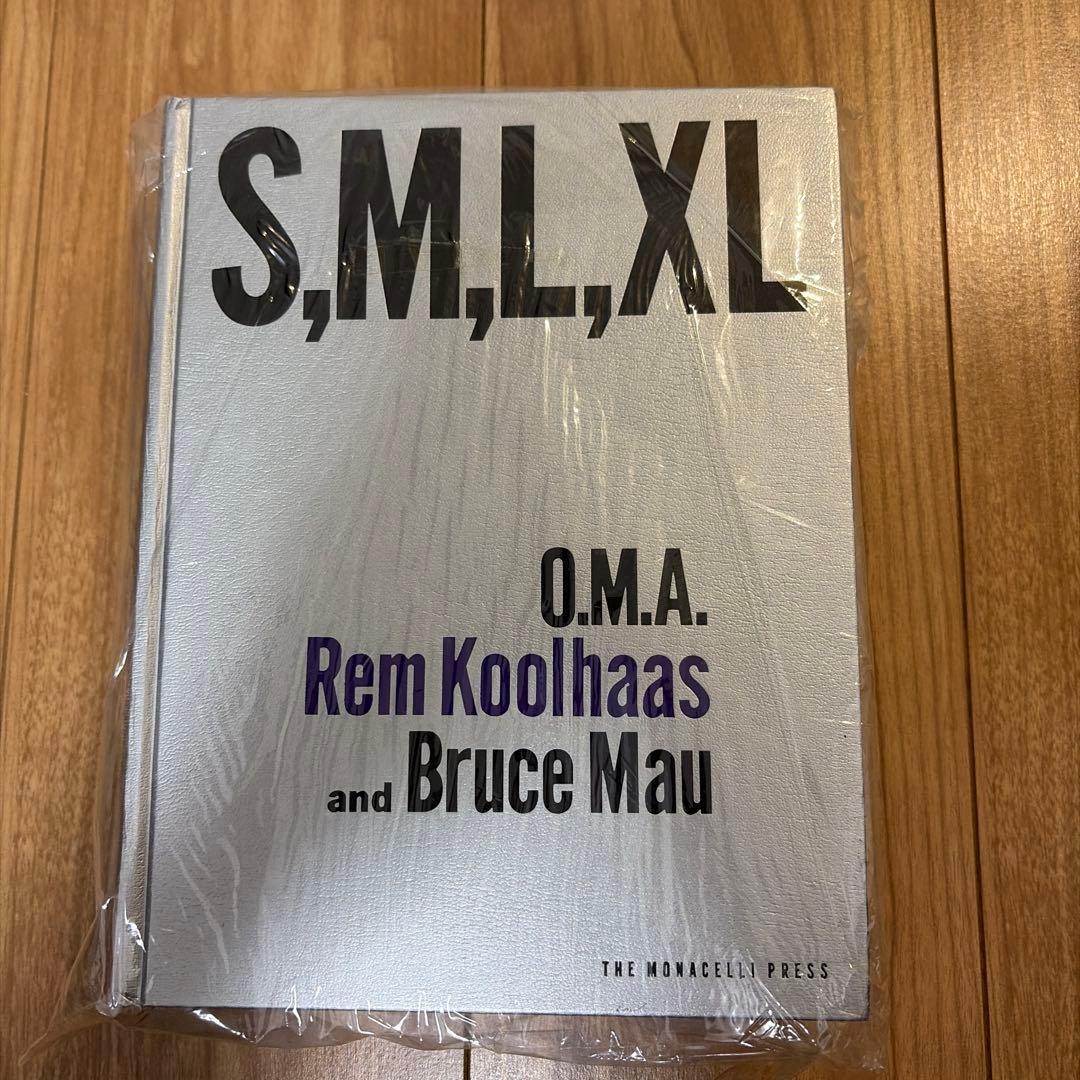 S,M,L,XL
O.M.A.
Rem Koolhaas
and Bruce Mau
THE MONACELLI PRESS